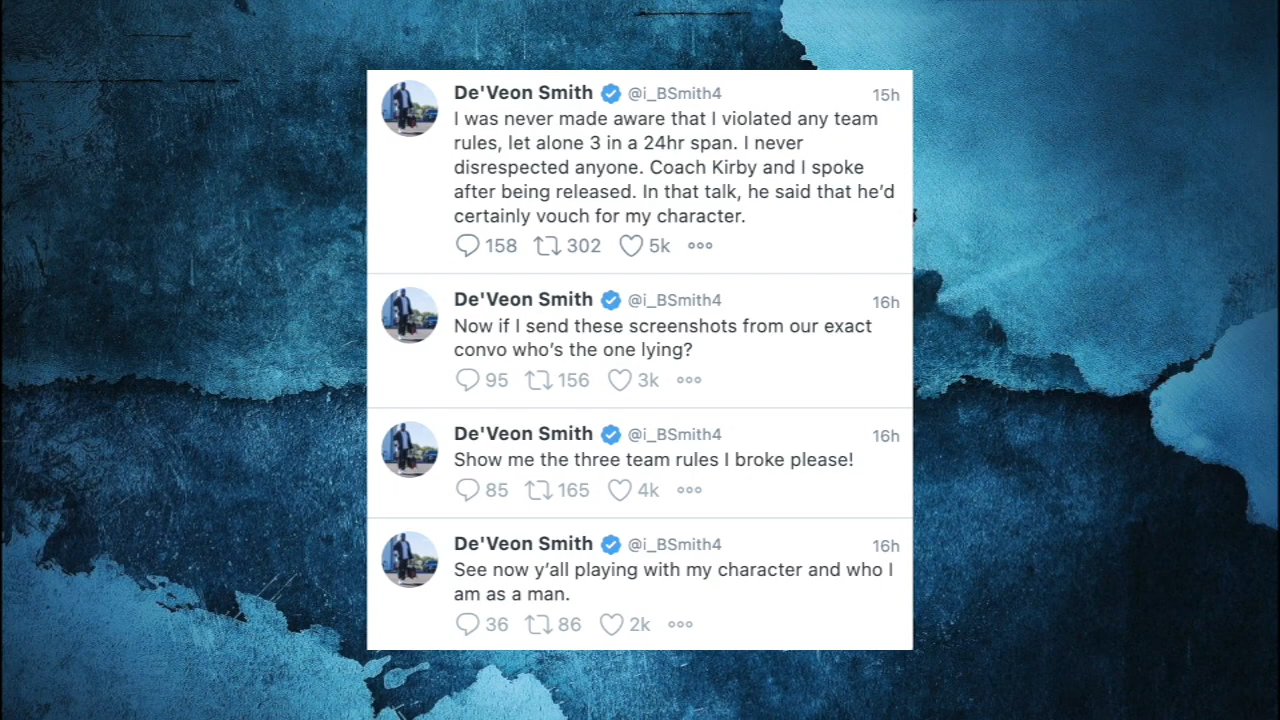 De'Veon Smith @i_BSmith4 15h
I was never made aware that I violated any team
rules, let alone 3 in a 24hr span. I never
disrespected anyone. Coach Kirby and I spoke
after being released. In that talk, he said that he’d
certainly vouch for my character.
158 302 5k
De'Veon Smith @i_BSmith4 16h
Now if I send these screenshots from our exact
convo who’s the one lying?
95 156 3k
De'Veon Smith @i_BSmith4 16h
Show me the three team rules I broke please!
85 165 4k
De'Veon Smith @i_BSmith4 16h
See now y’all playing with my character and who I
am as a man.
36 86 2k